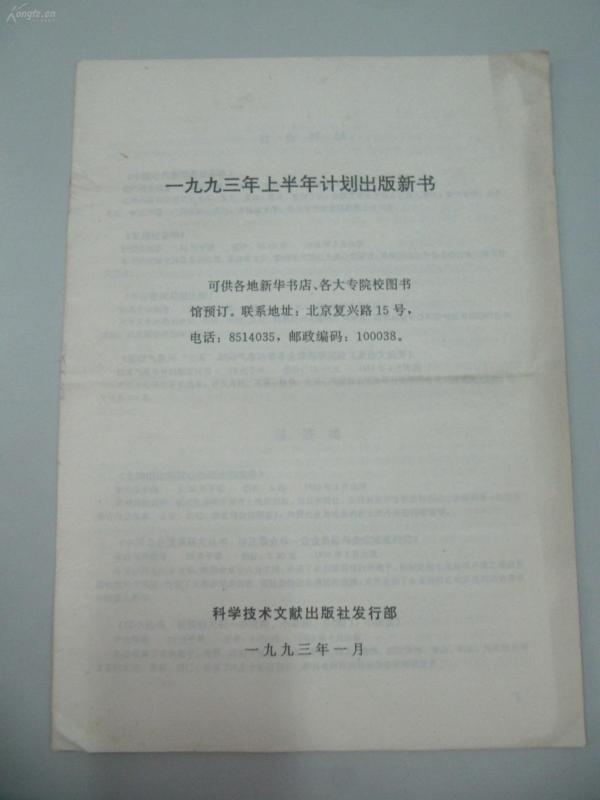 Kongfz.cn
一九九三年上半年计划出版新书
可供各地新华书店、各大专院校图书
馆预订。联系地址：北京复兴路15号，
电话：8514035，邮政编码：100038。
科学技术文献出版社发行部
一九九三年一月